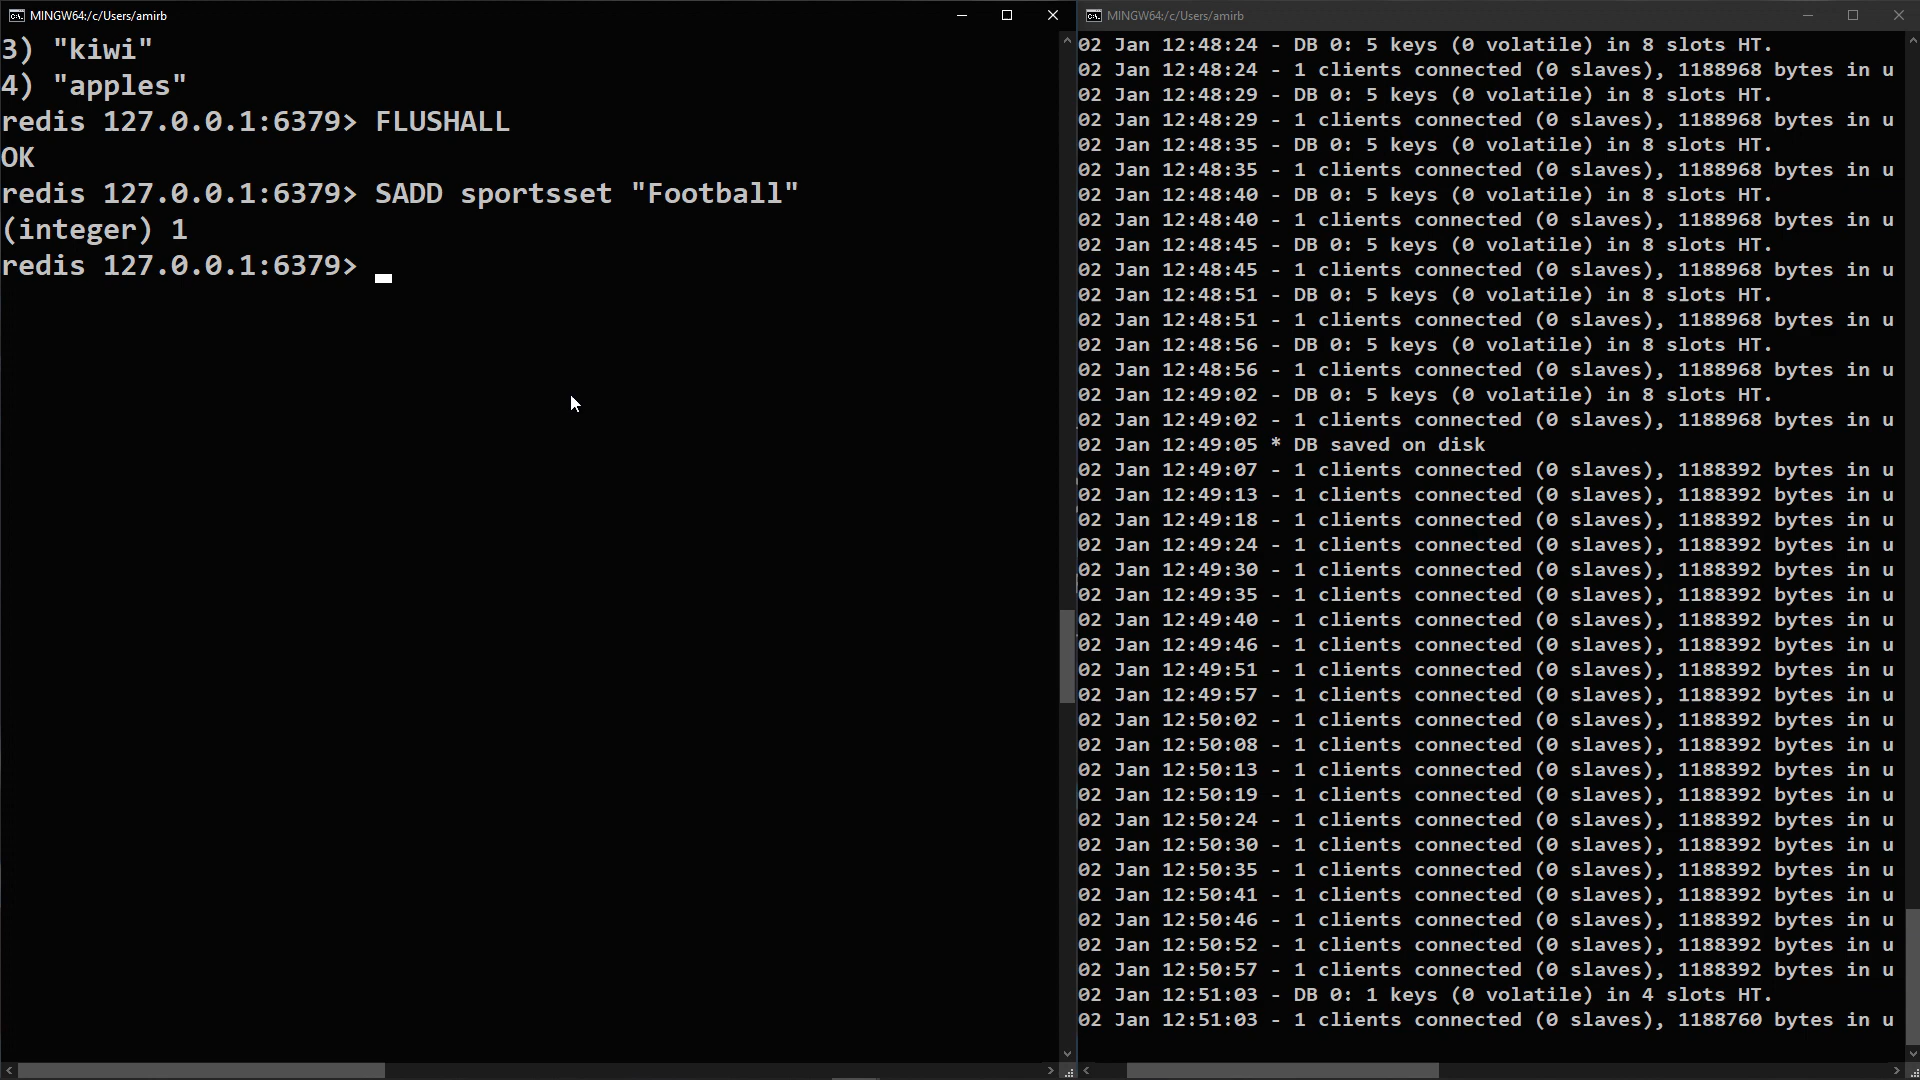 MINGW64:/c/Users/amirb
3) "kiwi"
4) "apples"
redis 127.0.0.1:6379> FLUSHALL
OK
redis 127.0.0.1:6379> SADD sportsset "Football"
(integer) 1
redis 127.0.0.1:6379>
MINGW64:/c/Users/amirb
02 Jan 12:48:24 - DB 0: 5 keys (0 volatile) in 8 slots HT.
02 Jan 12:48:24 - 1 clients connected (0 slaves), 1188968 bytes in u
02 Jan 12:48:29 - DB 0: 5 keys (0 volatile) in 8 slots HT.
02 Jan 12:48:29 - 1 clients connected (0 slaves), 1188968 bytes in u
02 Jan 12:48:35 - DB 0: 5 keys (0 volatile) in 8 slots HT.
02 Jan 12:48:35 - 1 clients connected (0 slaves), 1188968 bytes in u
02 Jan 12:48:40 - DB 0: 5 keys (0 volatile) in 8 slots HT.
02 Jan 12:48:40 - 1 clients connected (0 slaves), 1188968 bytes in u
02 Jan 12:48:45 - DB 0: 5 keys (0 volatile) in 8 slots HT.
02 Jan 12:48:45 - 1 clients connected (0 slaves), 1188968 bytes in u
02 Jan 12:48:51 - DB 0: 5 keys (0 volatile) in 8 slots HT.
02 Jan 12:48:51 - 1 clients connected (0 slaves), 1188968 bytes in u
02 Jan 12:48:56 - DB 0: 5 keys (0 volatile) in 8 slots HT.
02 Jan 12:48:56 - 1 clients connected (0 slaves), 1188968 bytes in u
02 Jan 12:49:02 - DB 0: 5 keys (0 volatile) in 8 slots HT.
02 Jan 12:49:02 - 1 clients connected (0 slaves), 1188968 bytes in u
02 Jan 12:49:05 * DB saved on disk
02 Jan 12:49:07 - 1 clients connected (0 slaves), 1188392 bytes in u
02 Jan 12:49:13 - 1 clients connected (0 slaves), 1188392 bytes in u
02 Jan 12:49:18 - 1 clients connected (0 slaves), 1188392 bytes in u
02 Jan 12:49:24 - 1 clients connected (0 slaves), 1188392 bytes in u
02 Jan 12:49:30 - 1 clients connected (0 slaves), 1188392 bytes in u
02 Jan 12:49:35 - 1 clients connected (0 slaves), 1188392 bytes in u
02 Jan 12:49:40 - 1 clients connected (0 slaves), 1188392 bytes in u
02 Jan 12:49:46 - 1 clients connected (0 slaves), 1188392 bytes in u
02 Jan 12:49:51 - 1 clients connected (0 slaves), 1188392 bytes in u
02 Jan 12:49:57 - 1 clients connected (0 slaves), 1188392 bytes in u
02 Jan 12:50:02 - 1 clients connected (0 slaves), 1188392 bytes in u
02 Jan 12:50:08 - 1 clients connected (0 slaves), 1188392 bytes in u
02 Jan 12:50:13 - 1 clients connected (0 slaves), 1188392 bytes in u
02 Jan 12:50:19 - 1 clients connected (0 slaves), 1188392 bytes in u
02 Jan 12:50:24 - 1 clients connected (0 slaves), 1188392 bytes in u
02 Jan 12:50:30 - 1 clients connected (0 slaves), 1188392 bytes in u
02 Jan 12:50:35 - 1 clients connected (0 slaves), 1188392 bytes in u
02 Jan 12:50:41 - 1 clients connected (0 slaves), 1188392 bytes in u
02 Jan 12:50:46 - 1 clients connected (0 slaves), 1188392 bytes in u
02 Jan 12:50:52 - 1 clients connected (0 slaves), 1188392 bytes in u
02 Jan 12:50:57 - 1 clients connected (0 slaves), 1188392 bytes in u
02 Jan 12:51:03 - DB 0: 1 keys (0 volatile) in 4 slots HT.
02 Jan 12:51:03 - 1 clients connected (0 slaves), 1188760 bytes in u